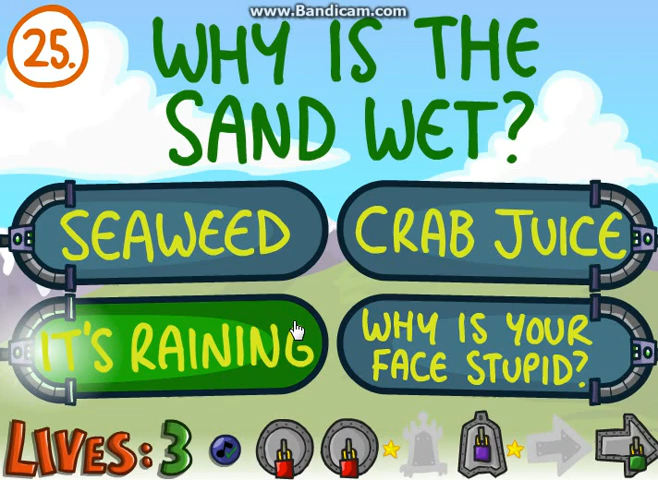 www.Bandicam.com
25.
WHY IS THE
SAND WET?
SEAWEED
CRAB JUICE
IT'S RAINING
WHY IS YOUR
FACE STUPID?
LIVES: 3